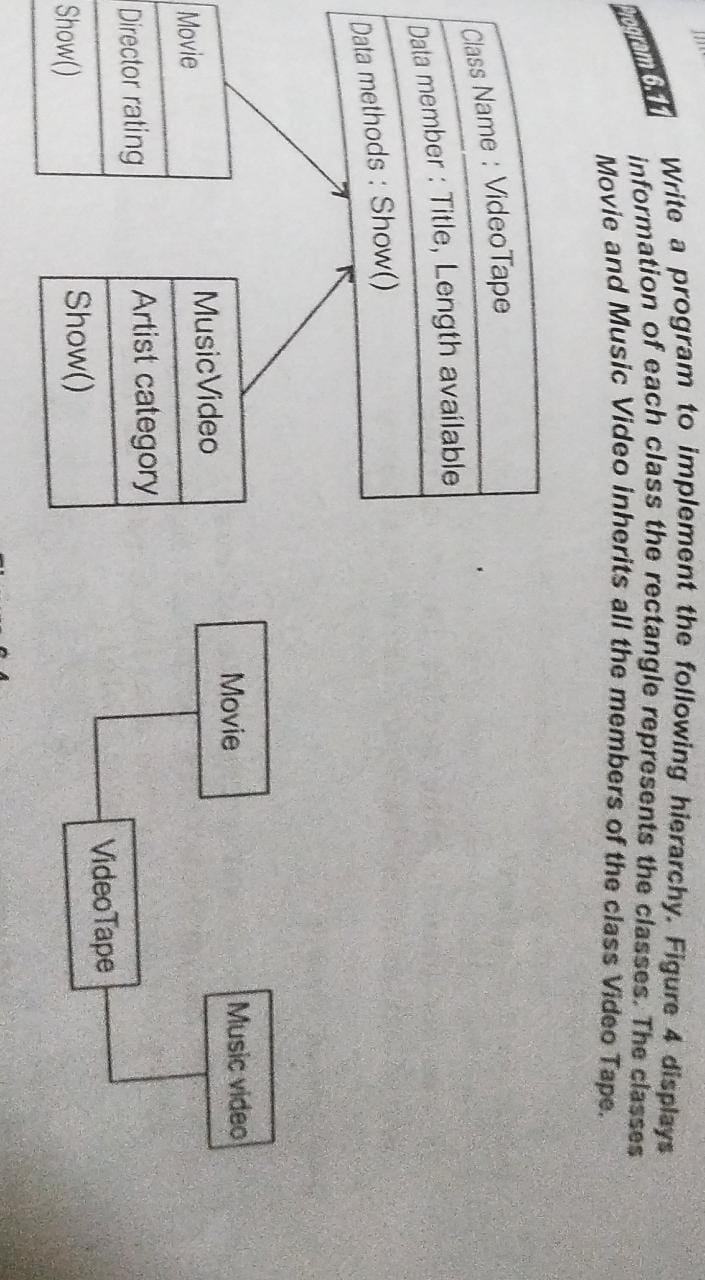 Program 6.11 Write a program to implement the following hierarchy. Figure 4 displays
information of each class the rectangle represents the classes. The classes
Movie and Music Video inherits all the members of the class Video Tape.
Class Name : VideoTape
Data member : Title, Length available
Data methods : Show()
Movie
Director rating
Show()
MusicVideo
Artist category
Show()
Movie
Music video
VideoTape